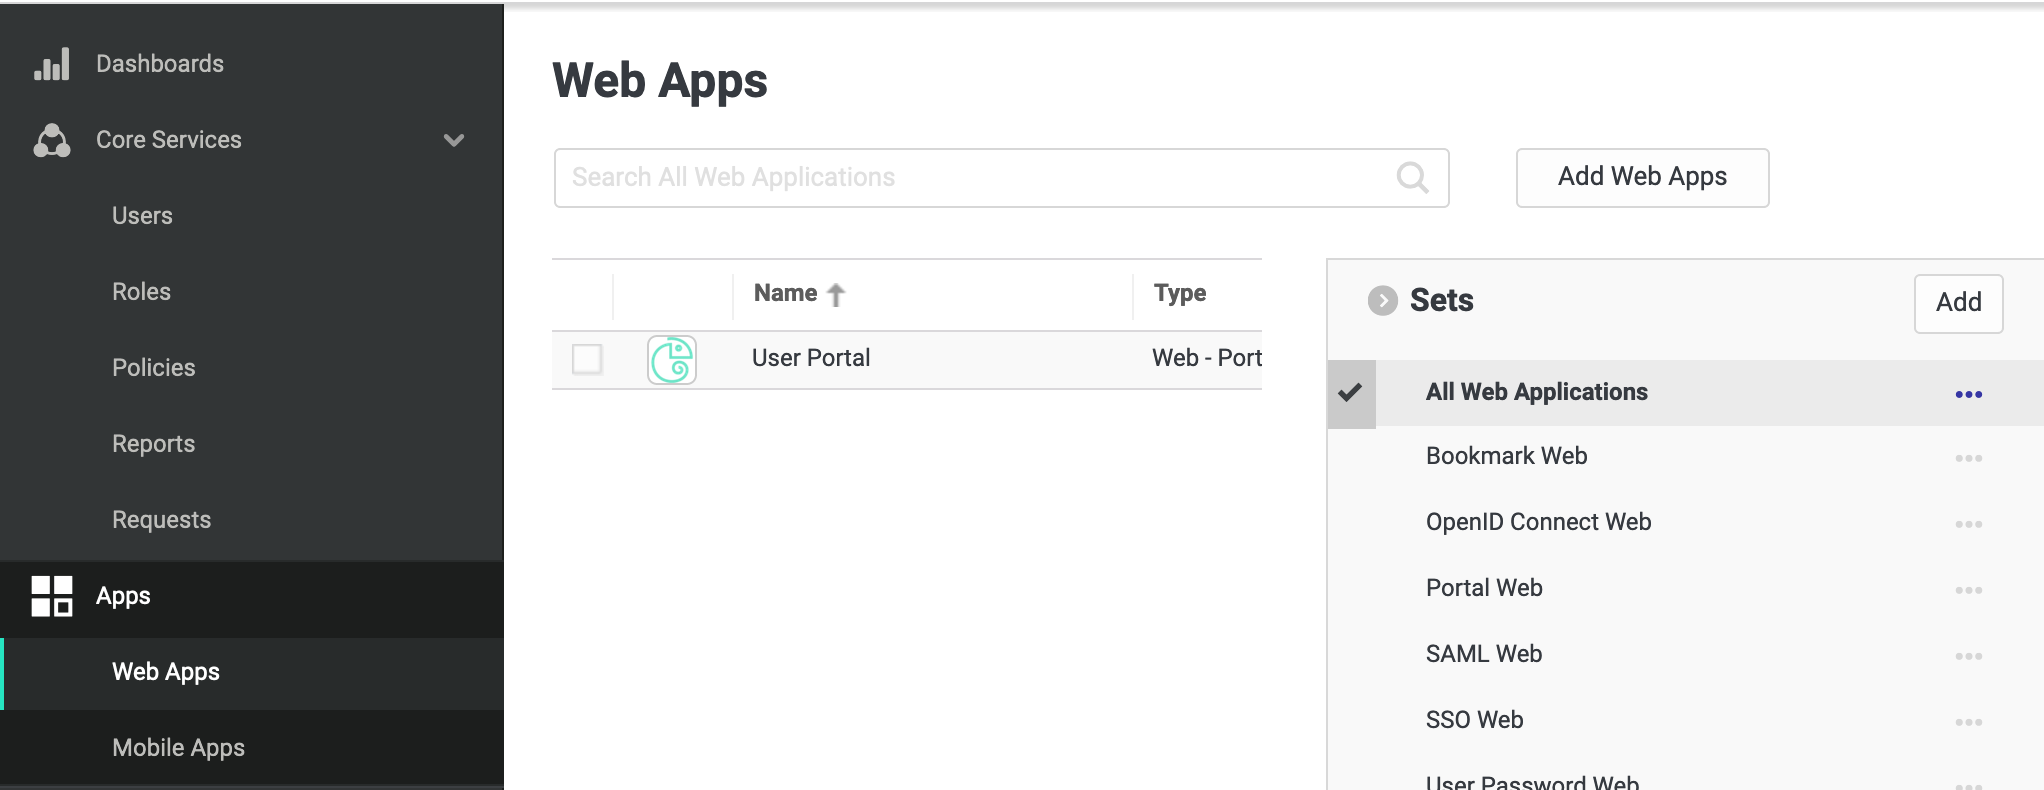 Dashboards
Core Services
Users
Roles
Policies
Reports
Requests
Apps
Web Apps
Mobile Apps
Web Apps
Search All Web Applications
Add Web Apps
Name
Type
User Portal
Web - Port
Sets
Add
All Web Applications
Bookmark Web
OpenID Connect Web
Portal Web
SAML Web
SSO Web
User Password Web